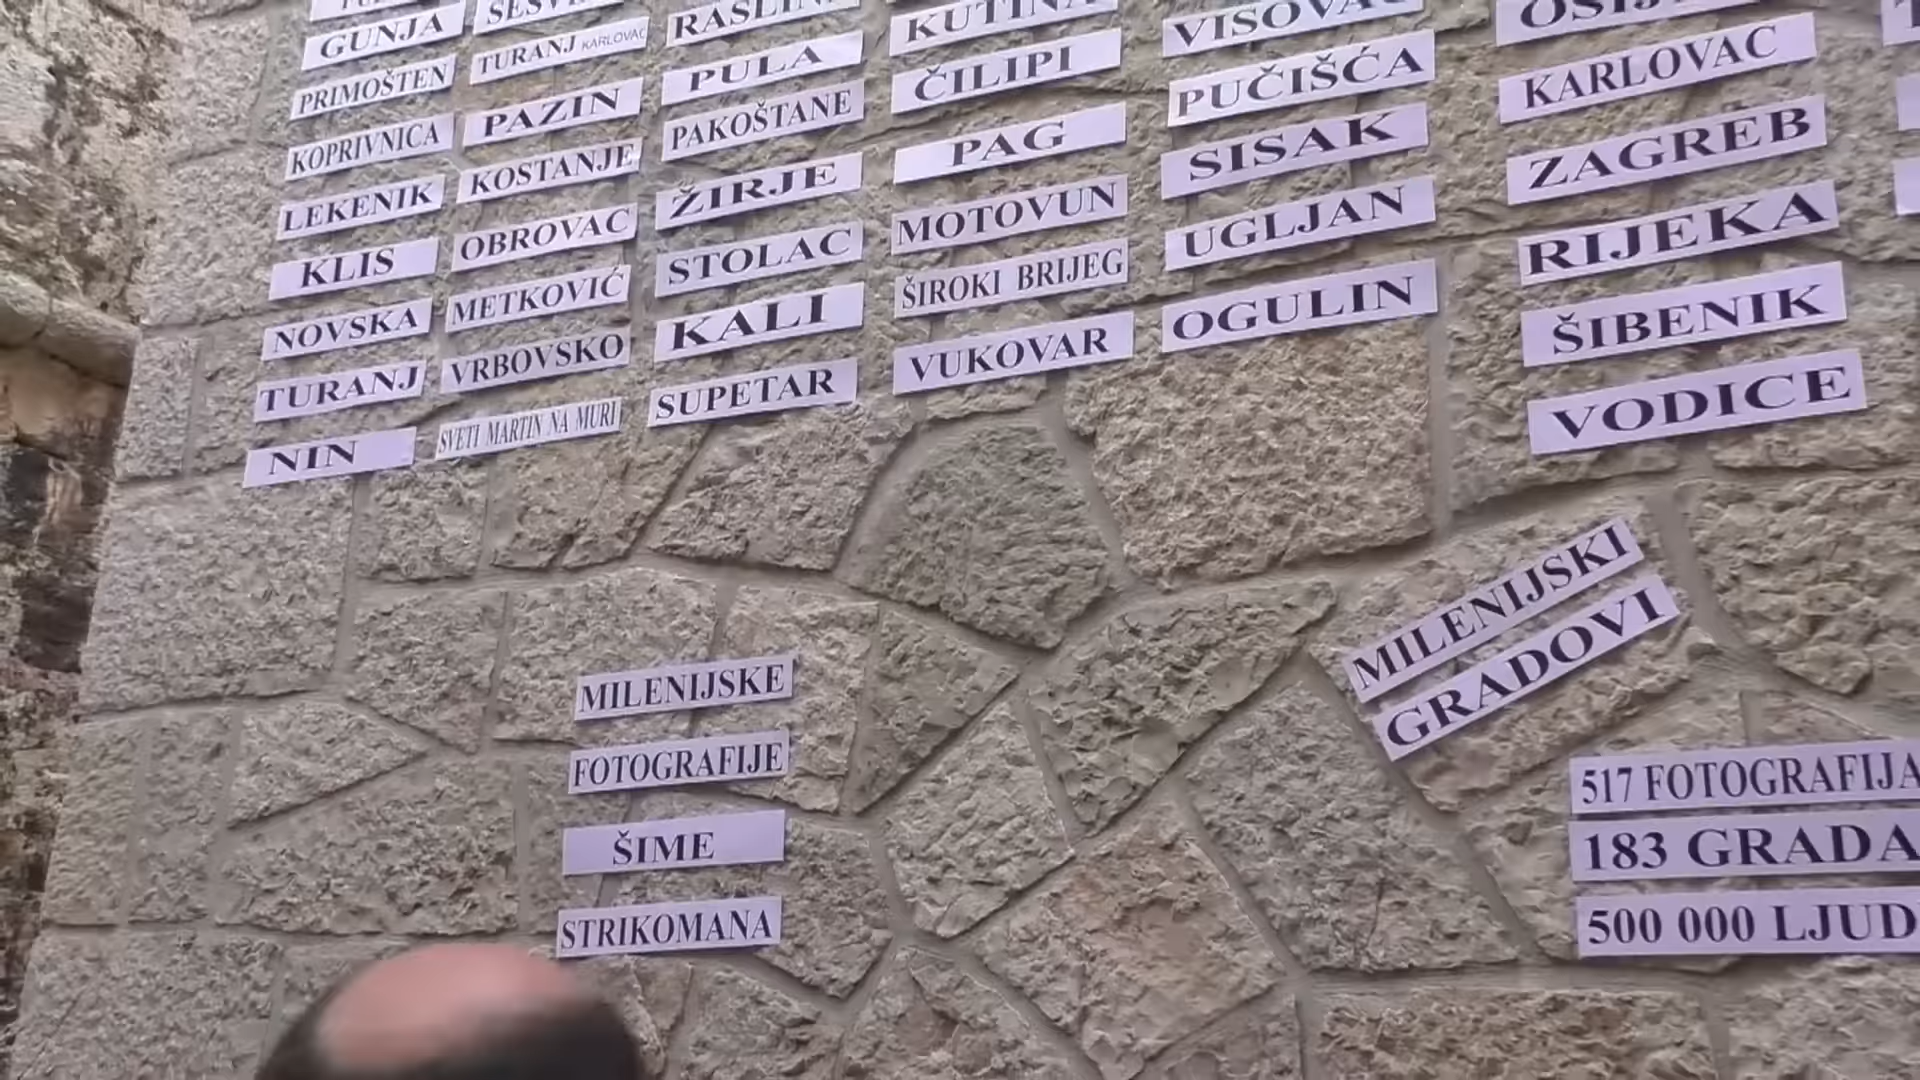 GUNJA
PRIMOŠTEN
KOPRIVNICA
LEKENIK
KLIS
NOVSKA
TURANJ
NIN
TURANJ KARLOVAC
PAZIN
KOSTANJE
OBROVAC
METKOVIĆ
VRBOVSKO
SVETI MARTIN NA MURI
PULA
PAKOŠTANE
ŽIRJE
STOLAC
KALI
SUPETAR
KUTINA
ČILIPI
PAG
MOTOVUN
ŠIROKI BRIJEG
VUKOVAR
PUČIŠĆA
SISAK
UGLJAN
OGULIN
KARLOVAC
ZAGREB
RIJEKA
ŠIBENIK
VODICE
MILENIJSKE
FOTOGRAFIJE
ŠIME
STRIKOMANA
MILENIJSKI
GRADOVI
517 FOTOGRAFIJA
183 GRADA
500 000 LJUD